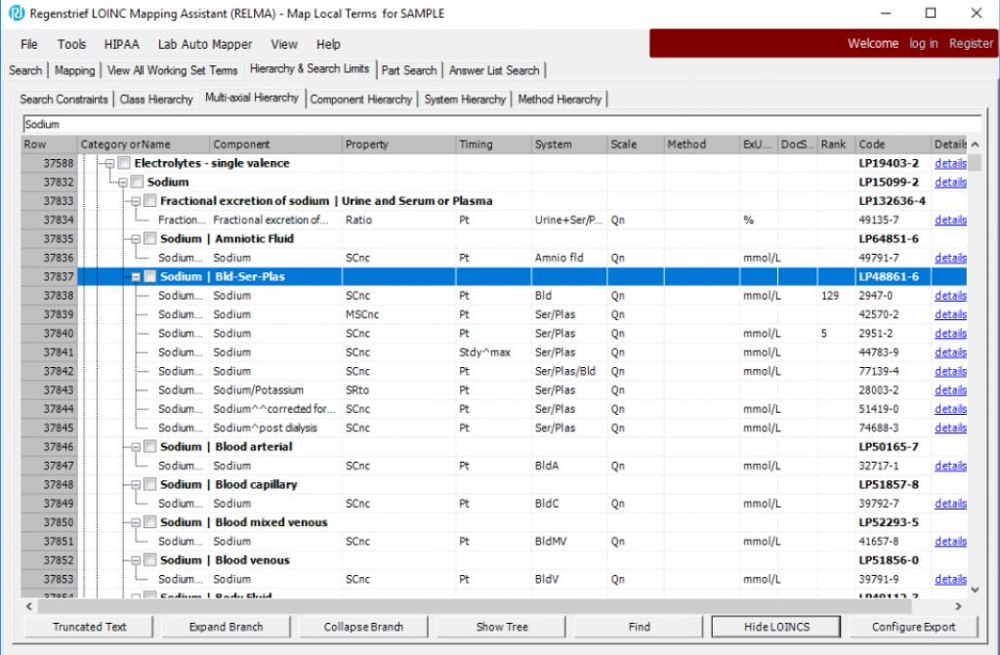 Regenstrief LOINC Mapping Assistant (RELMA) - Map Local Terms for SAMPLE
File Tools HIPAA Lab Auto Mapper View Help
Welcome log in Register
Search Mapping View All Working Set Terms Hierarchy & Search Limits Part Search Answer List Search
Search Constraints Class Hierarchy Multi-axial Hierarchy Component Hierarchy System Hierarchy Method Hierarchy
Sodium
Row Category or Name Component Property Timing System Scale Method ExU... DocS... Rank Code Details
37588 Electrolytes - single valence LP19403-2 details
37832 Sodium LP15099-2 details
37833 Fractional excretion of sodium | Urine and Serum or Plasma LP132636-4
37834 Fraction... Fractional excretion of... Ratio Pt Urine+Ser/P... Qn % 49135-7 details
37835 Sodium | Amniotic Fluid LP64851-6
37836 Sodium... Sodium SCnc Pt Amnio fld Qn mmol/L 49791-7 details
37837 Sodium | Bld-Ser-Plas LP48861-6
37838 Sodium... Sodium SCnc Pt Bld Qn mmol/L 129 2947-0 details
37839 Sodium... Sodium MSCnc Pt Ser/Plas Qn 42570-2 details
37840 Sodium... Sodium SCnc Pt Ser/Plas Qn mmol/L 5 2951-2 details
37841 Sodium... Sodium SCnc Stdy^max Ser/Plas Qn mmol/L 44783-9 details
37842 Sodium... Sodium SCnc Pt Ser/Plas/Bld Qn mmol/L 77139-4 details
37843 Sodium... Sodium/Potassium SRto Pt Ser/Plas Qn 28003-2 details
37844 Sodium... Sodium^^corrected for... SCnc Pt Ser/Plas Qn mmol/L 51419-0 details
37845 Sodium... Sodium^post dialysis SCnc Pt Ser/Plas Qn mmol/L 74688-3 details
37846 Sodium | Blood arterial LP50165-7
37847 Sodium... Sodium SCnc Pt BldA Qn mmol/L 32717-1 details
37848 Sodium | Blood capillary LP51857-8
37849 Sodium... Sodium SCnc Pt BldC Qn mmol/L 39792-7 details
37850 Sodium | Blood mixed venous LP52293-5
37851 Sodium... Sodium SCnc Pt BldMV Qn mmol/L 41657-8 details
37852 Sodium | Blood venous LP51856-0
37853 Sodium... Sodium SCnc Pt BldV Qn mmol/L 39791-9 details
37854 Sodium | Body Fluid LP49112-3
Truncated Text Expand Branch Collapse Branch Show Tree Find Hide LOINCS Configure Export